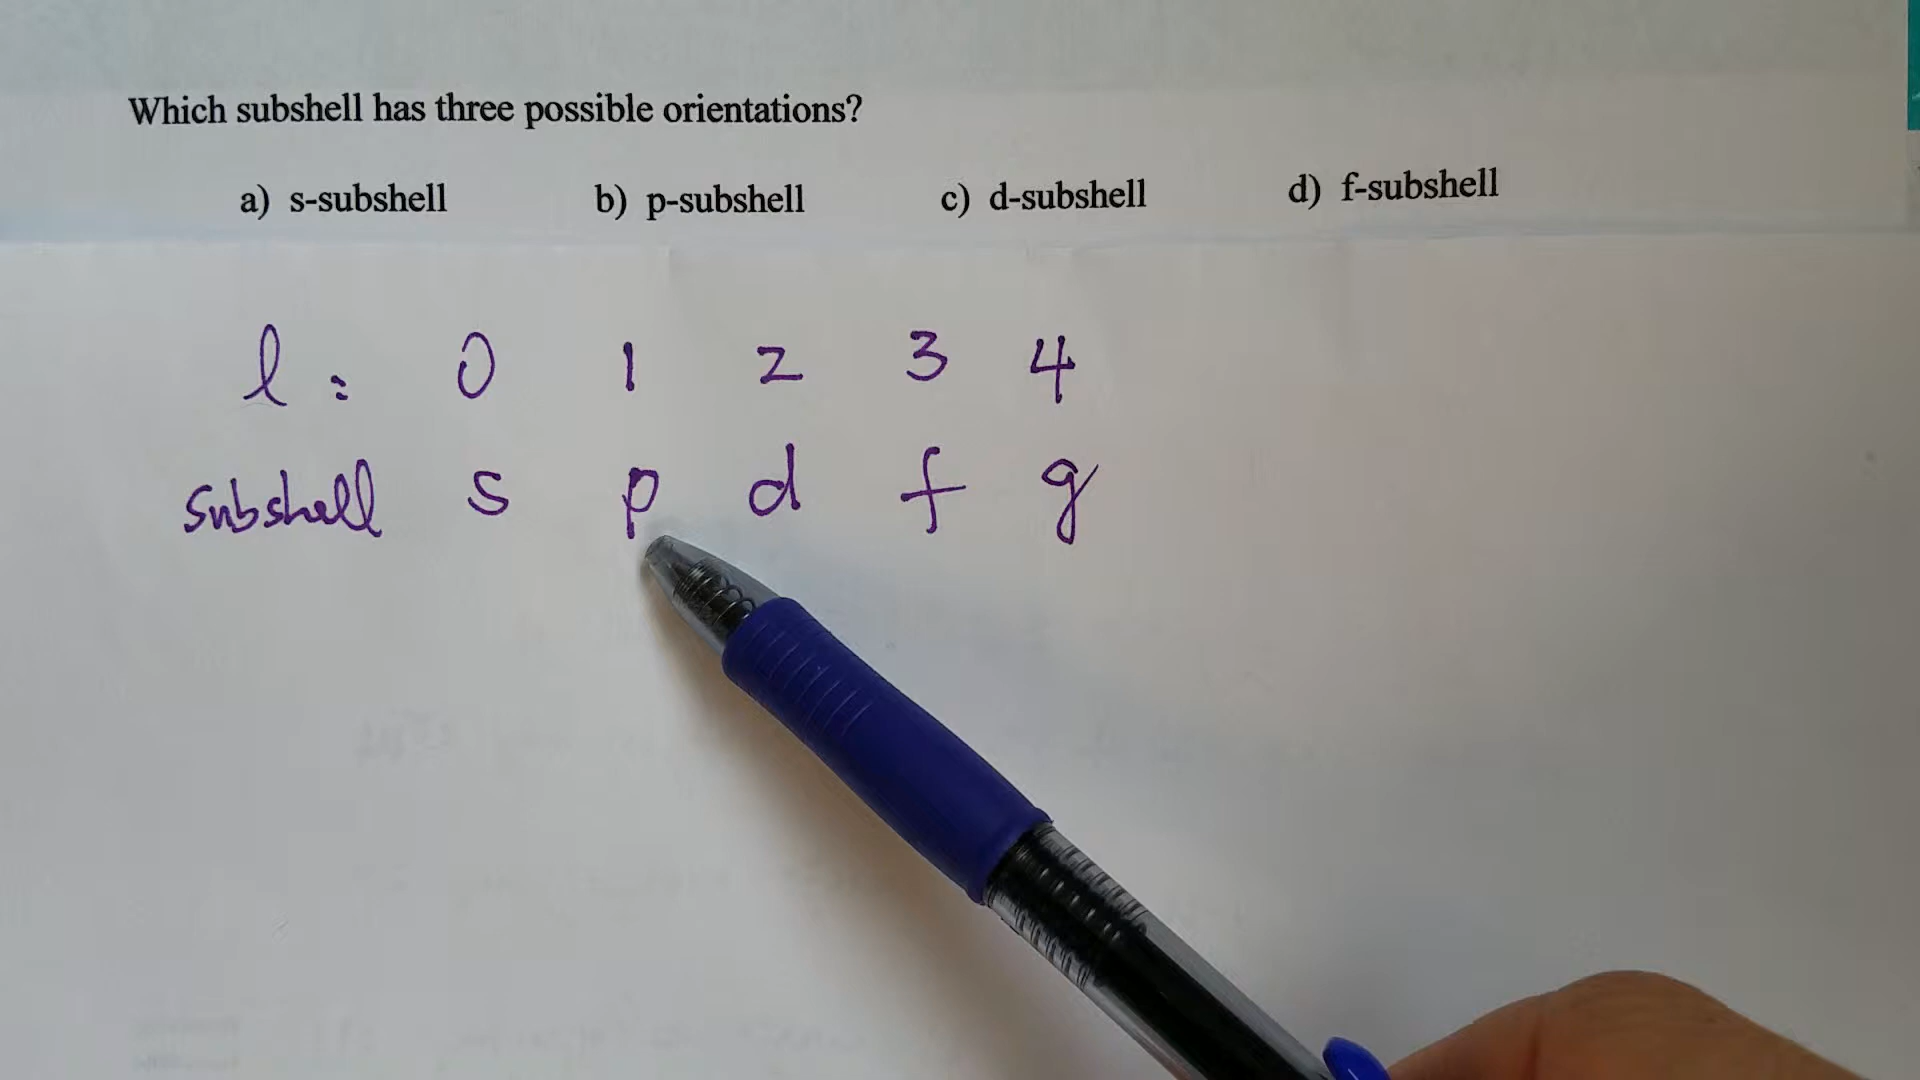 Which subshell has three possible orientations?
a) s-subshell b) p-subshell c) d-subshell d) f-subshell
l : 0 1 2 3 4
subshell s p d f g